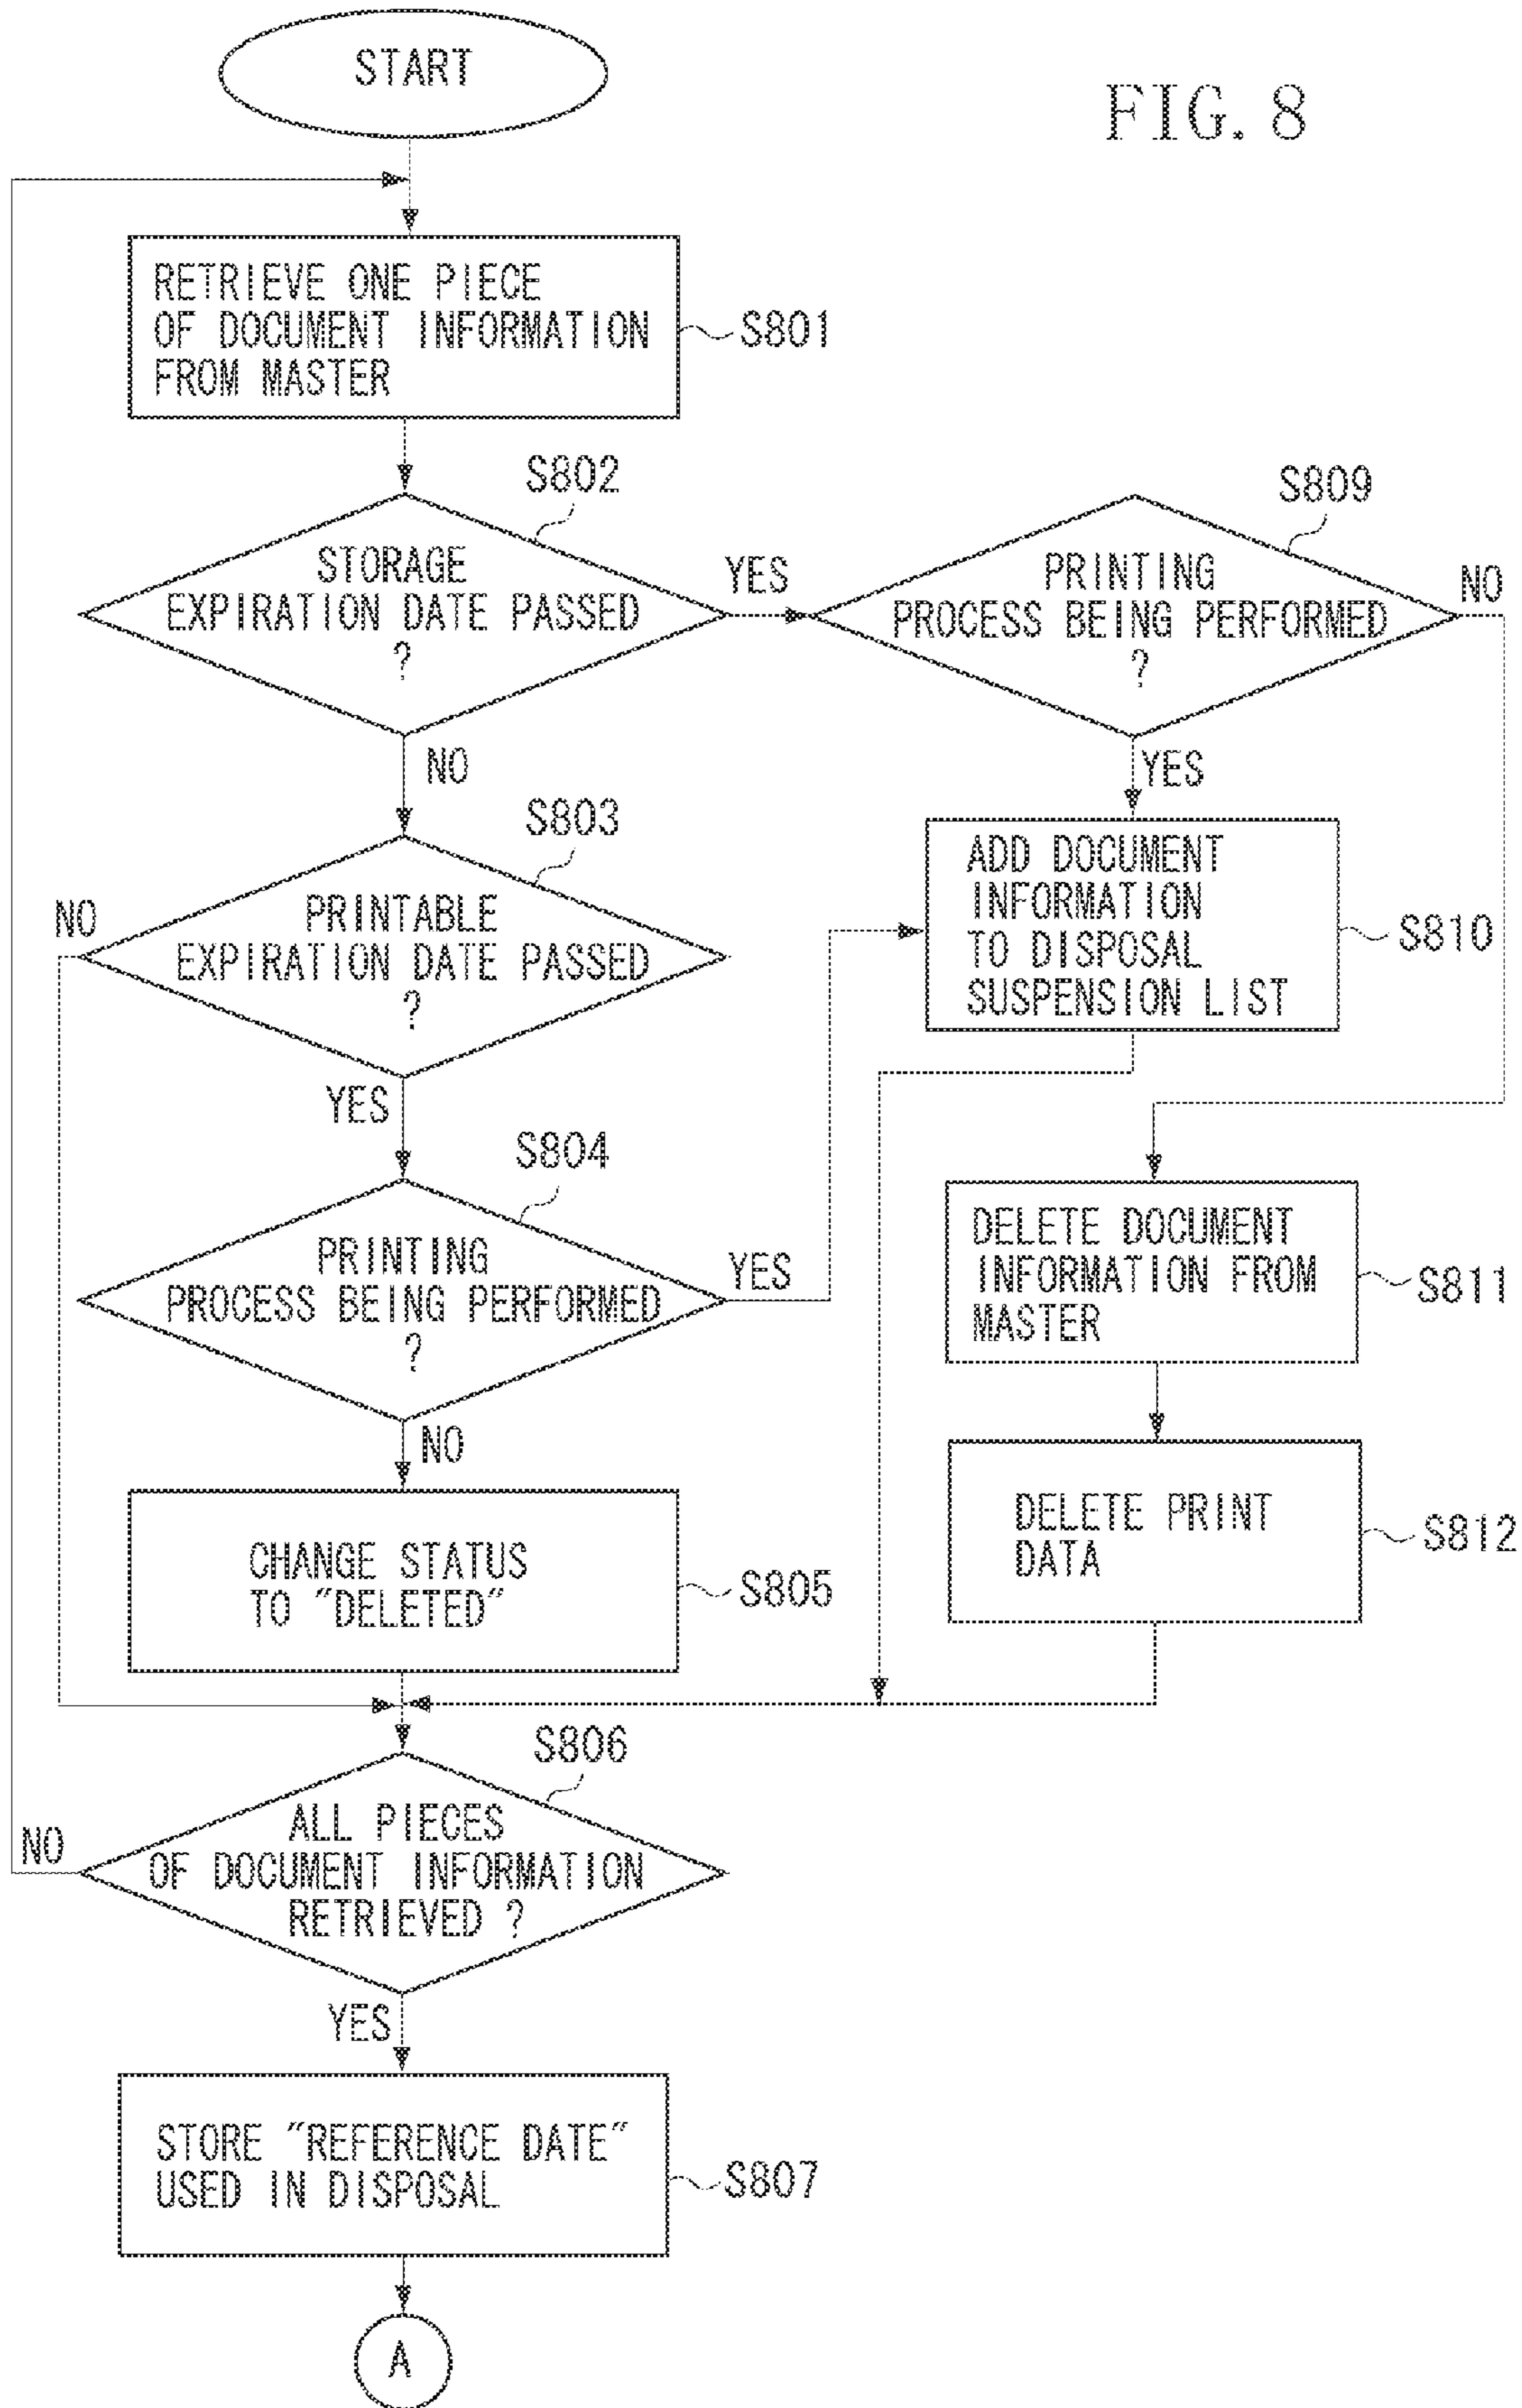 START
FIG. 8
RETRIEVE ONE PIECE
OF DOCUMENT INFORMATION
FROM MASTER
S801
S802
STORAGE
EXPIRATION DATE PASSED
?
YES
NO
S809
PRINTING
PROCESS BEING PERFORMED
?
NO
YES
S803
PRINTABLE
EXPIRATION DATE PASSED
?
NO
YES
ADD DOCUMENT
INFORMATION
TO DISPOSAL
SUSPENSION LIST
S810
S804
PRINTING
PROCESS BEING PERFORMED
?
YES
NO
DELETE DOCUMENT
INFORMATION FROM
MASTER
S811
CHANGE STATUS
TO "DELETED"
S805
DELETE PRINT
DATA
S812
S806
ALL PIECES
OF DOCUMENT INFORMATION
RETRIEVED ?
NO
YES
STORE "REFERENCE DATE"
USED IN DISPOSAL
S807
A